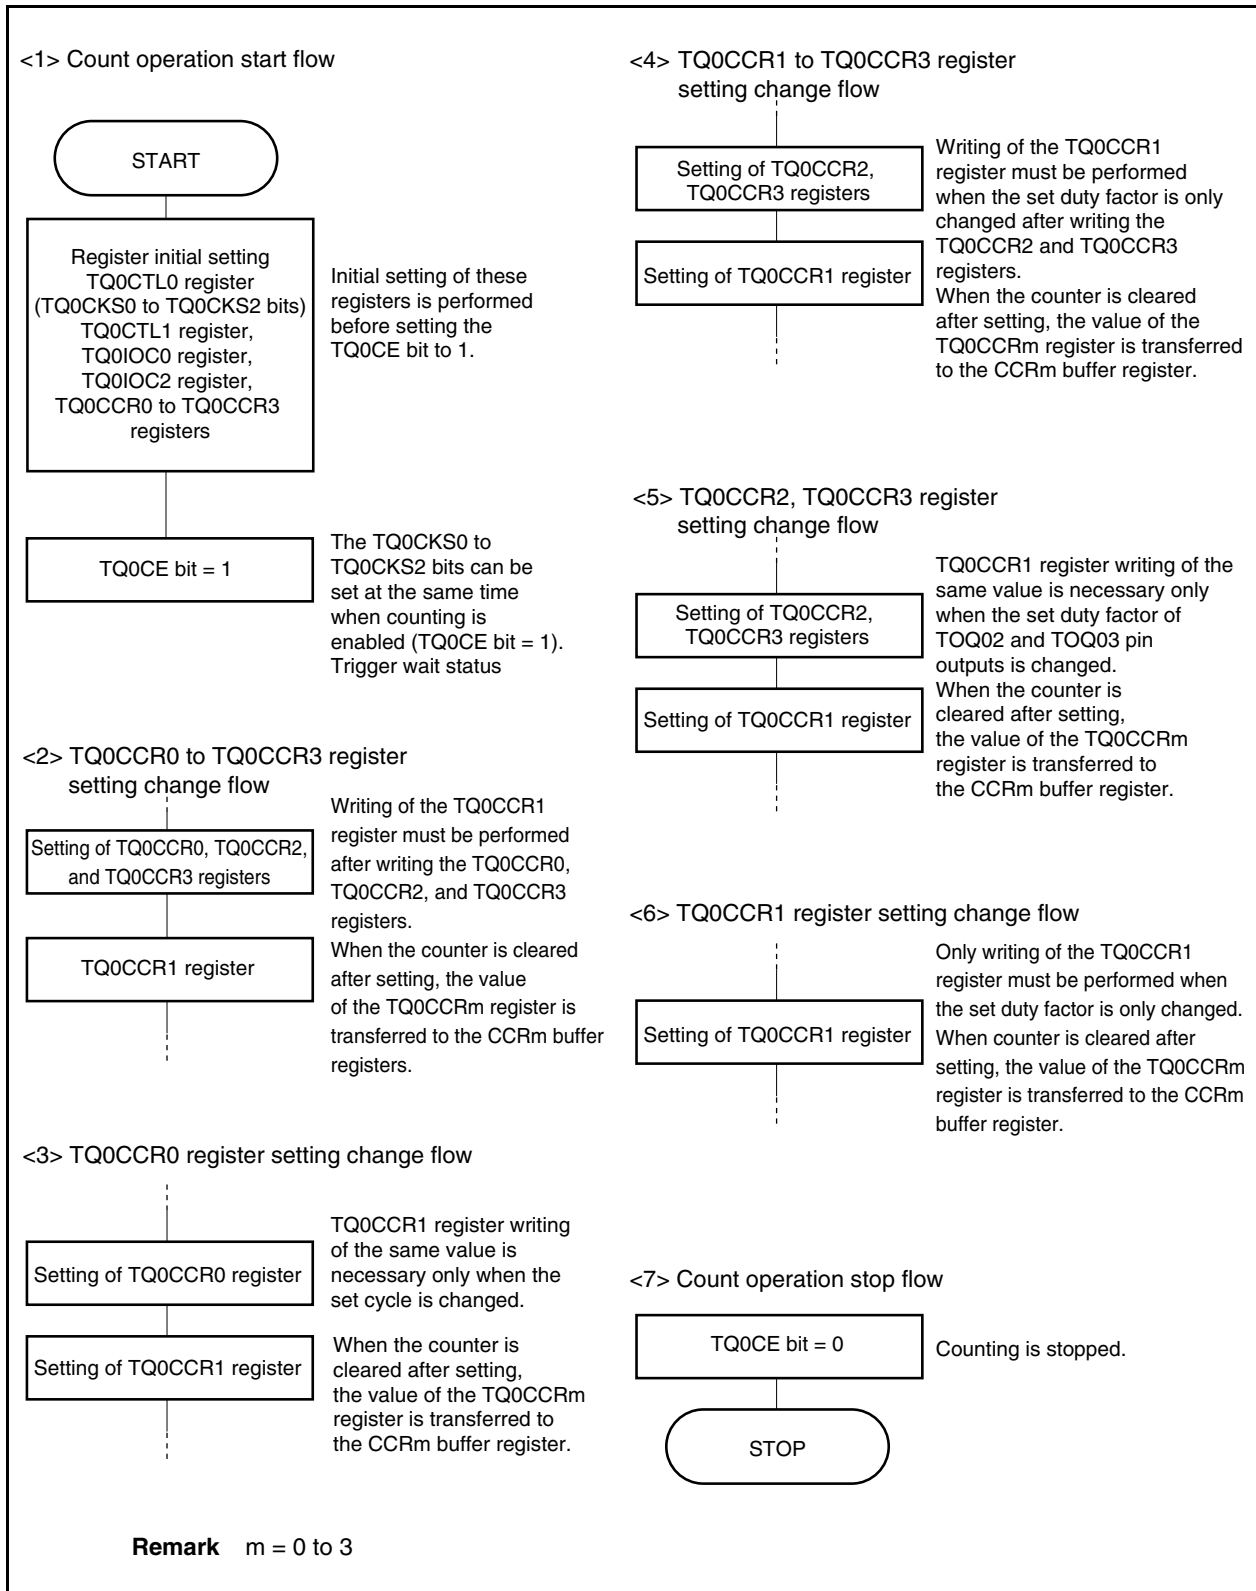 <1> Count operation start flow
START
Register initial setting
TQ0CTL0 register
(TQ0CKS0 to TQ0CKS2 bits)
TQ0CTL1 register,
TQ0IOC0 register,
TQ0IOC2 register,
TQ0CCR0 to TQ0CCR3
registers
Initial setting of these
registers is performed
before setting the
TQ0CE bit to 1.
TQ0CE bit = 1
The TQ0CKS0 to
TQ0CKS2 bits can be
set at the same time
when counting is
enabled (TQ0CE bit = 1).
Trigger wait status
<2> TQ0CCR0 to TQ0CCR3 register
setting change flow
Setting of TQ0CCR0, TQ0CCR2,
and TQ0CCR3 registers
TQ0CCR1 register
Writing of the TQ0CCR1
register must be performed
after writing the TQ0CCR0,
TQ0CCR2, and TQ0CCR3
registers.
When the counter is cleared
after setting, the value
of the TQ0CCRm register is
transferred to the CCRm buffer
registers.
<3> TQ0CCR0 register setting change flow
Setting of TQ0CCR0 register
Setting of TQ0CCR1 register
TQ0CCR1 register writing
of the same value is
necessary only when the
set cycle is changed.
When the counter is
cleared after setting,
the value of the TQ0CCRm
register is transferred to
the CCRm buffer register.
<4> TQ0CCR1 to TQ0CCR3 register
setting change flow
Setting of TQ0CCR2,
TQ0CCR3 registers
Setting of TQ0CCR1 register
Writing of the TQ0CCR1
register must be performed
when the set duty factor is only
changed after writing the
TQ0CCR2 and TQ0CCR3
registers.
When the counter is cleared
after setting, the value of the
TQ0CCRm register is transferred
to the CCRm buffer register.
<5> TQ0CCR2, TQ0CCR3 register
setting change flow
Setting of TQ0CCR2,
TQ0CCR3 registers
Setting of TQ0CCR1 register
TQ0CCR1 register writing of the
same value is necessary only
when the set duty factor of
TOQ02 and TOQ03 pin
outputs is changed.
When the counter is
cleared after setting,
the value of the TQ0CCRm
register is transferred to
the CCRm buffer register.
<6> TQ0CCR1 register setting change flow
Setting of TQ0CCR1 register
Only writing of the TQ0CCR1
register must be performed when
the set duty factor is only changed.
When counter is cleared after
setting, the value of the TQ0CCRm
register is transferred to the CCRm
buffer register.
<7> Count operation stop flow
TQ0CE bit = 0
Counting is stopped.
STOP
Remark m = 0 to 3